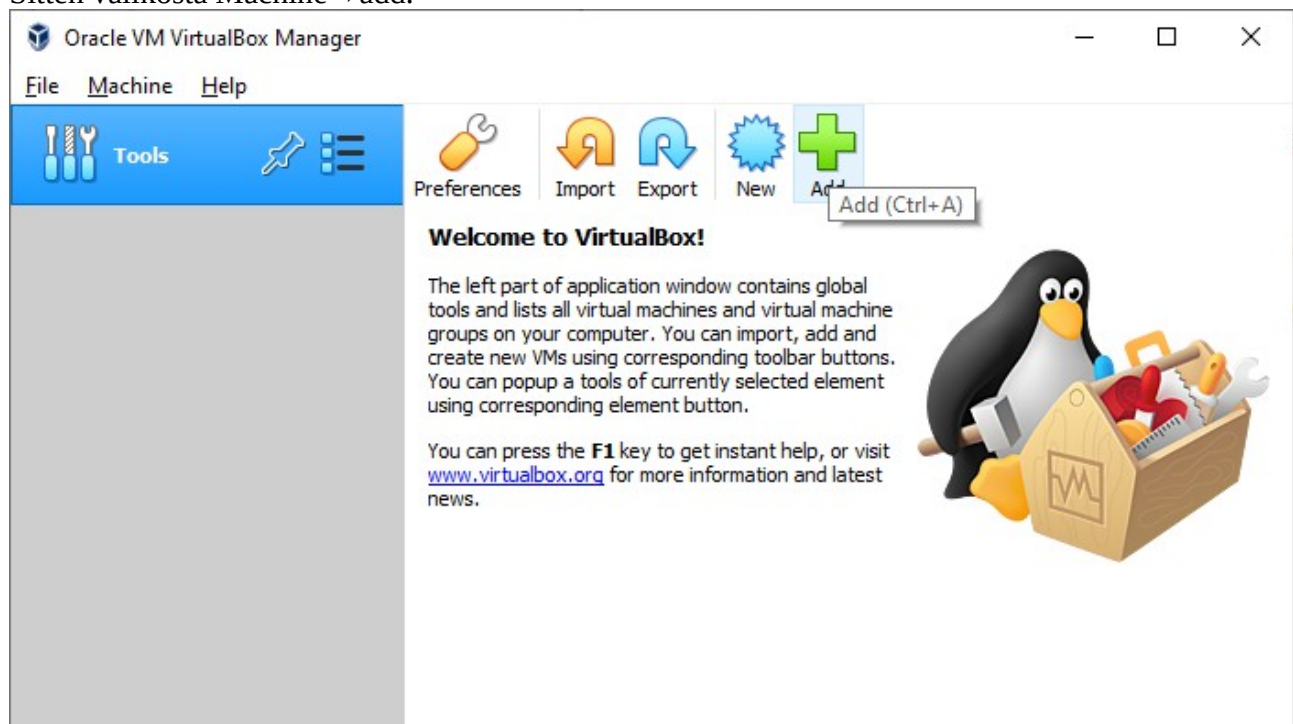 Sitten valikosta Machine → add.
Oracle VM VirtualBox Manager
File Machine Help
Tools
Preferences Import Export New Add
Add (Ctrl+A)
Welcome to VirtualBox!
The left part of application window contains global
tools and lists all virtual machines and virtual machine
groups on your computer. You can import, add and
create new VMs using corresponding toolbar buttons.
You can popup a tools of currently selected element
using corresponding element button.
You can press the F1 key to get instant help, or visit
www.virtualbox.org for more information and latest
news.